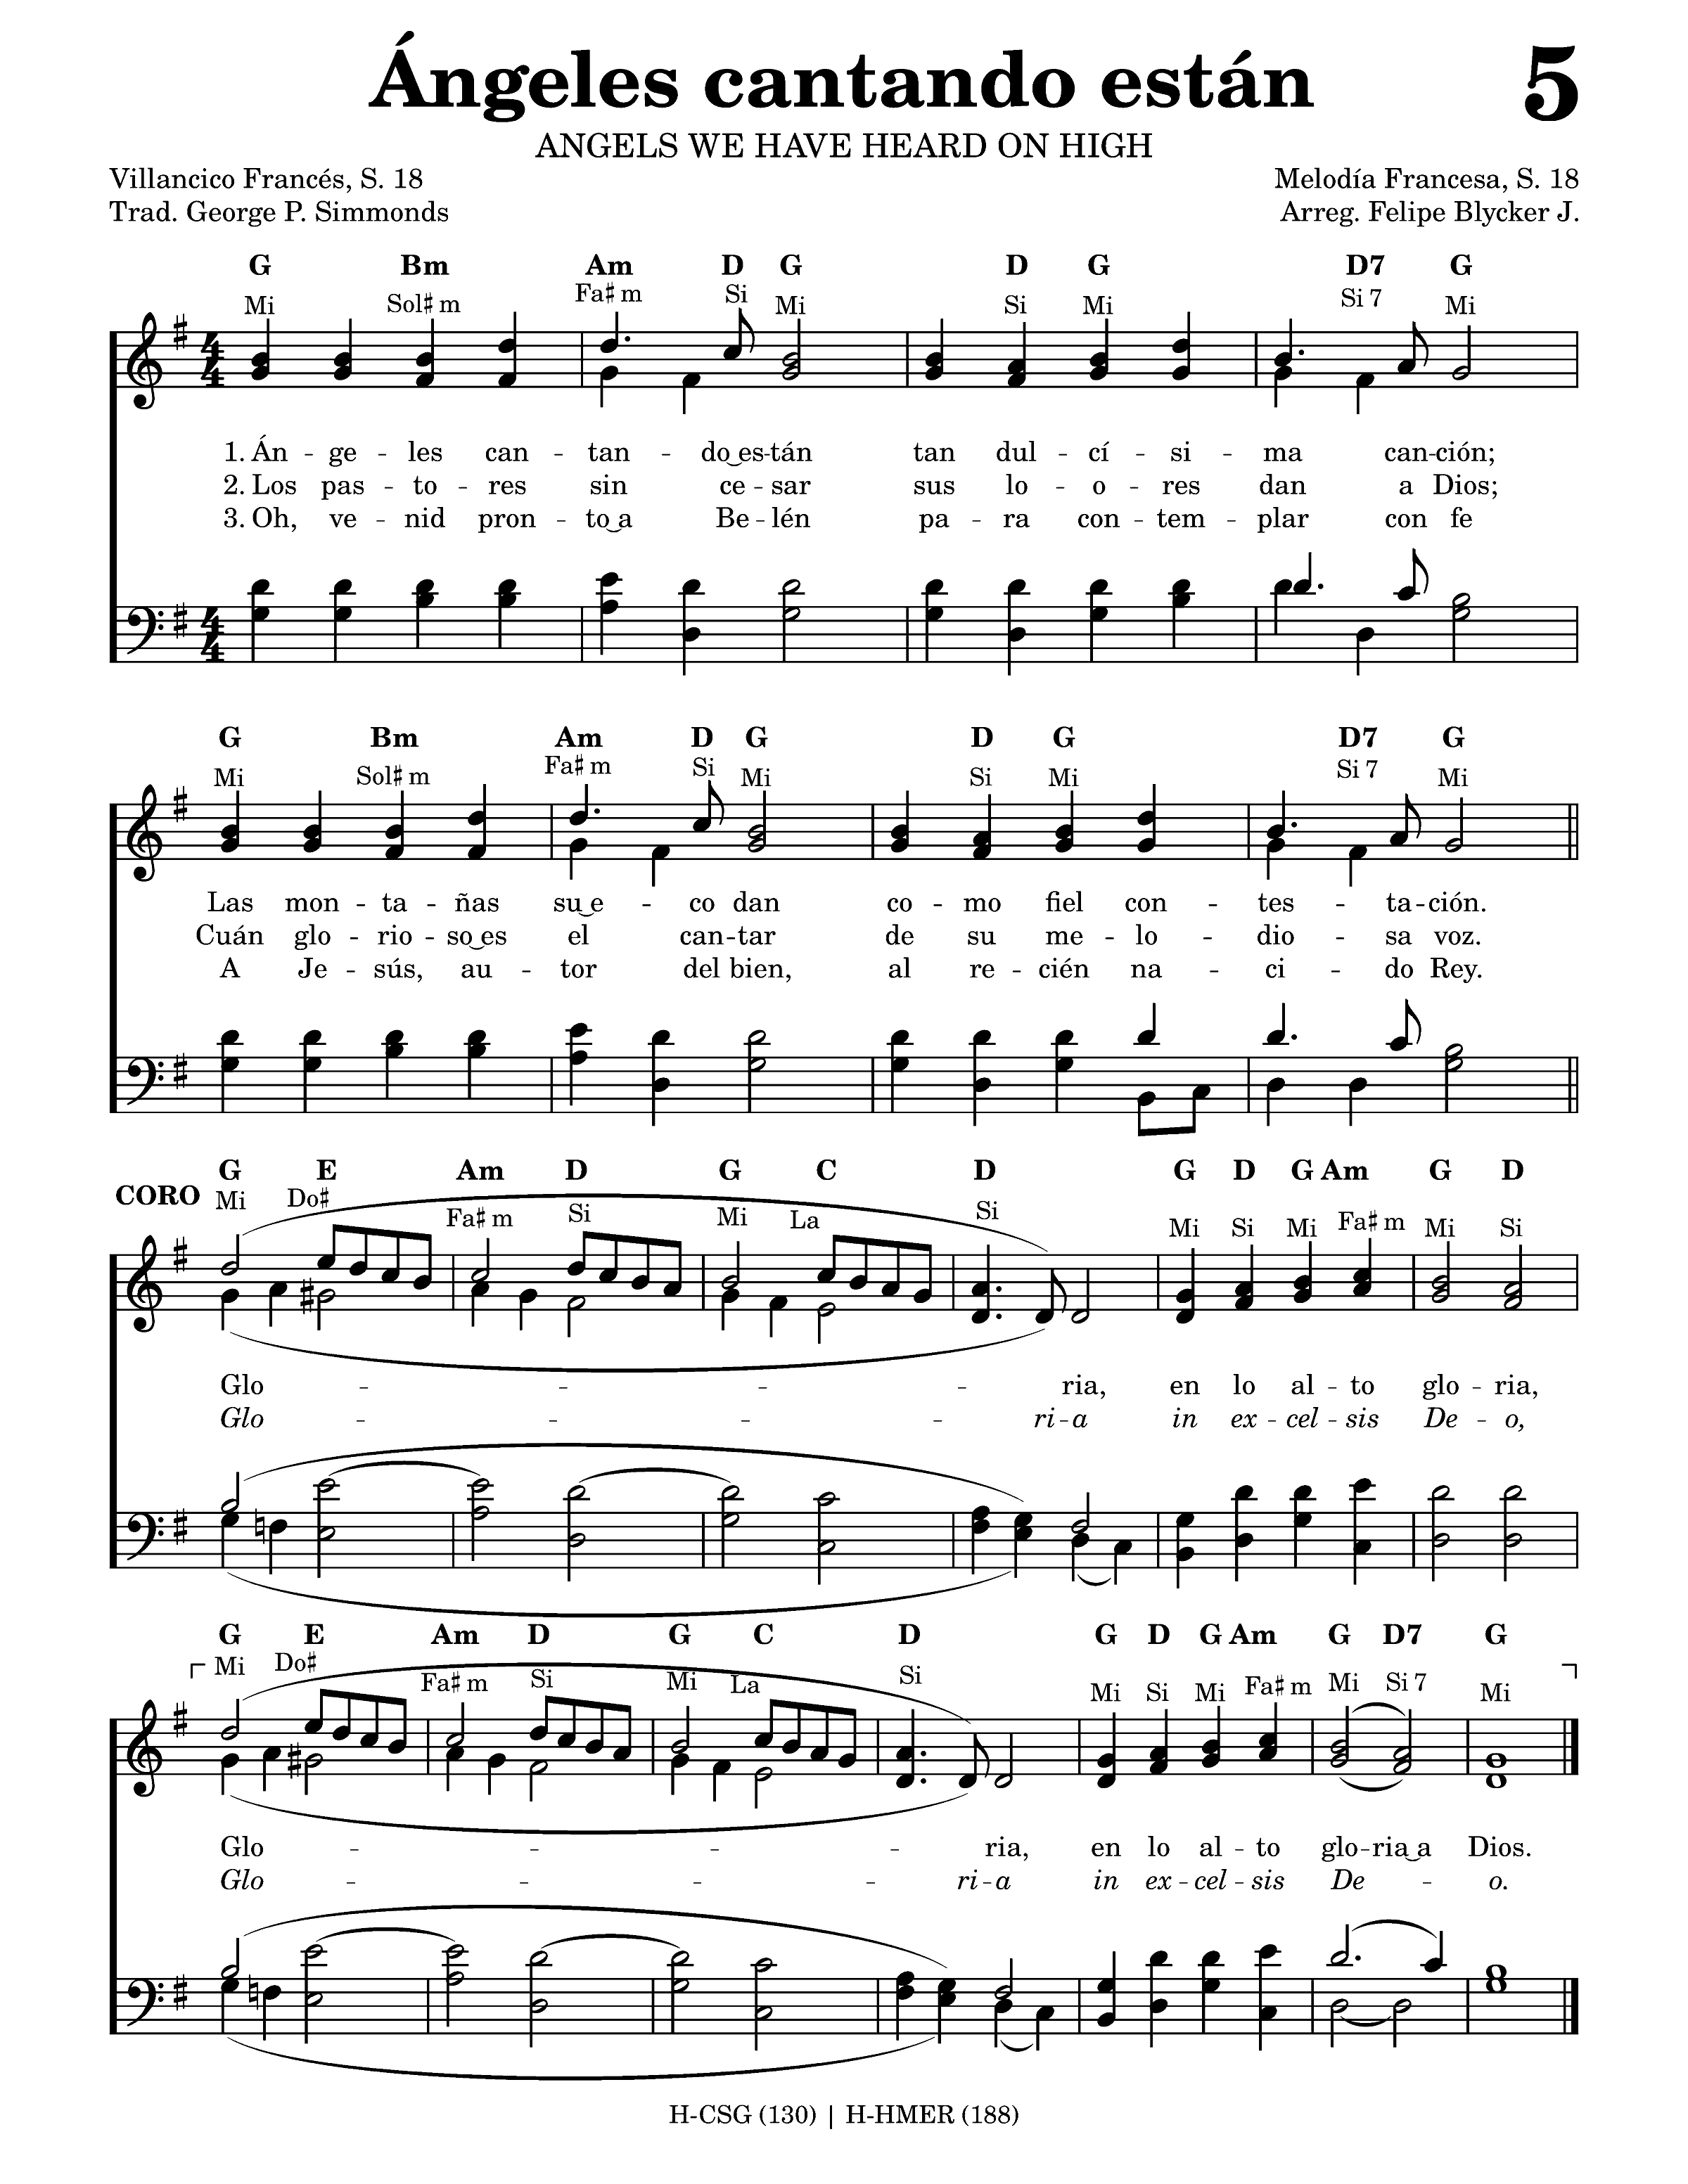 Ángeles cantando están 5
ANGELS WE HAVE HEARD ON HIGH
Villancico Francés, S. 18 Melodía Francesa, S. 18
Trad. George P. Simmonds Arreg. Felipe Blycker J.
G Bm Am D G D G D7 G
Mi Sol♯m Fa♯m Si Mi Si Mi Si 7 Mi
4/4
1. Án - ge - les can - tan - do‿es - tán tan dul - cí - si - ma can - ción;
2. Los pas - to - res sin ce - sar sus lo - o - res dan a Dios;
3. Oh, ve - nid pron - to‿a Be - lén pa - ra con - tem - plar con fe
4/4
G Bm Am D G D G D7 G
Mi Sol♯m Fa♯m Si Mi Si Mi Si 7 Mi
Las mon - ta - ñas su‿e - co dan co - mo fiel con - tes - ta - ción.
Cuán glo - rio - so‿es el can - tar de su me - lo - dio - sa voz.
A Je - sús, au - tor del bien, al re - cién na - ci - do Rey.
G E Am D G C D G D G Am G D
CORO Mi Do♯ Fa♯m Si Mi La Si Mi Si Mi Fa♯m Mi Si
Glo - - - - - ria, en lo al - to glo - ria,
Glo - - - - - ri - a in ex - cel - sis De - o,
G E Am D G C D G D G Am G D7 G
Mi Do♯ Fa♯m Si Mi La Si Mi Si Mi Fa♯m Mi Si 7 Mi
Glo - - - - - ria, en lo al - to glo - ria‿a Dios.
Glo - - - - - ri - a in ex - cel - sis De - o.
H-CSG (130) | H-HMER (188)